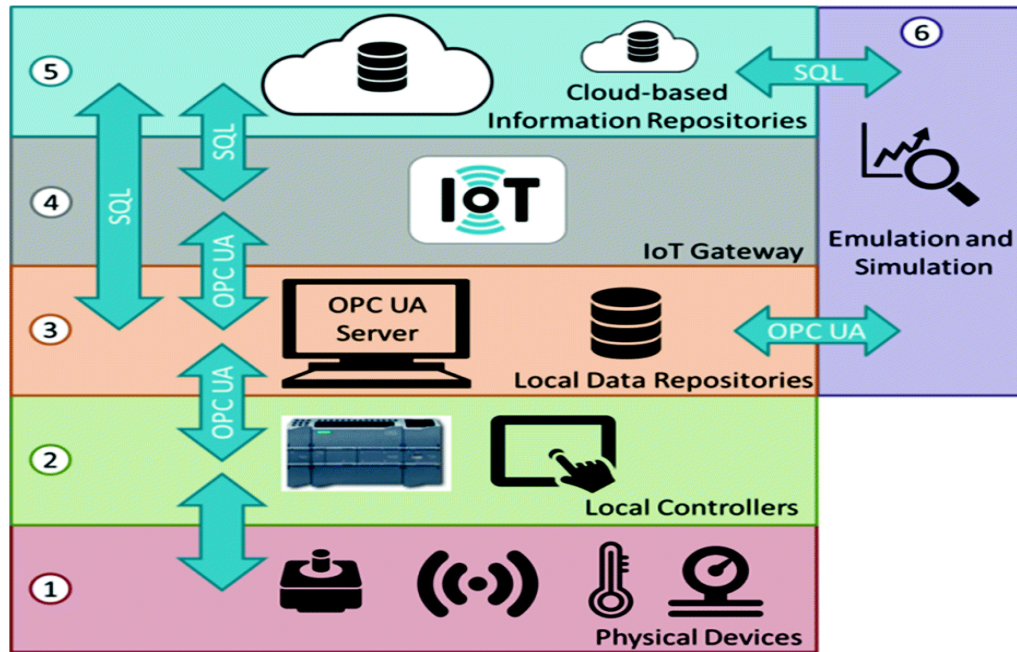 5
SQL
SQL
Cloud-based
Information Repositories
SQL
6
4
OPC UA
IoT
IoT Gateway
Emulation and
Simulation
3
OPC UA
OPC UA
Server
Local Data Repositories
OPC UA
2
Local Controllers
1
Physical Devices